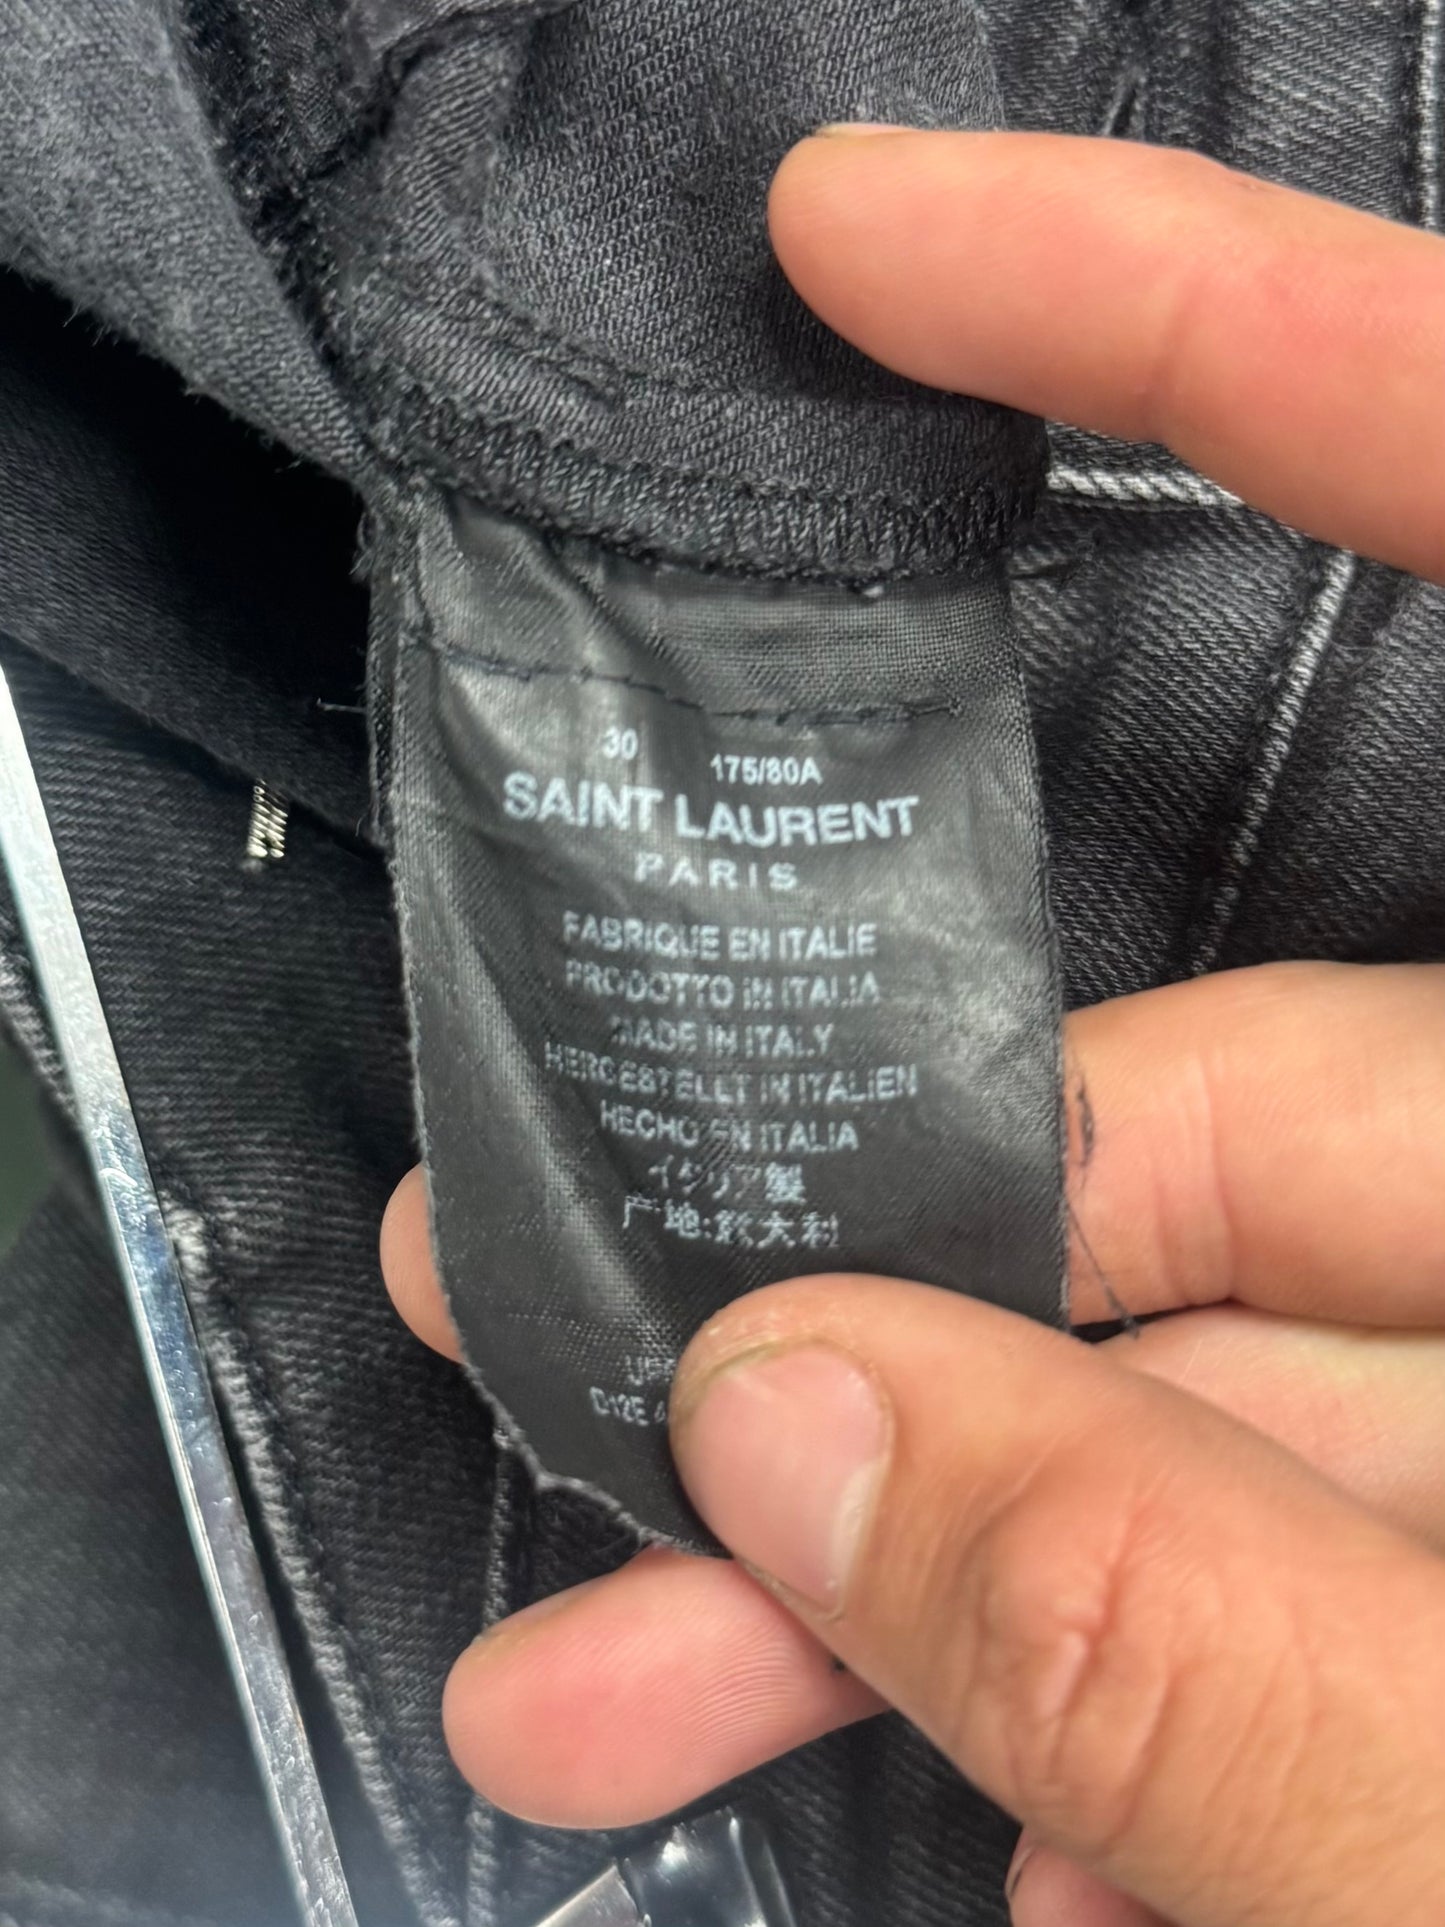 30 175/80A
SAINT LAURENT
PARIS
FABRIQUE EN ITALIE
PRODOTTO IN ITALIA
MADE IN ITALY
HERGESTELLT IN ITALIEN
HECHO EN ITALIA
イタリア製
产地:意大利